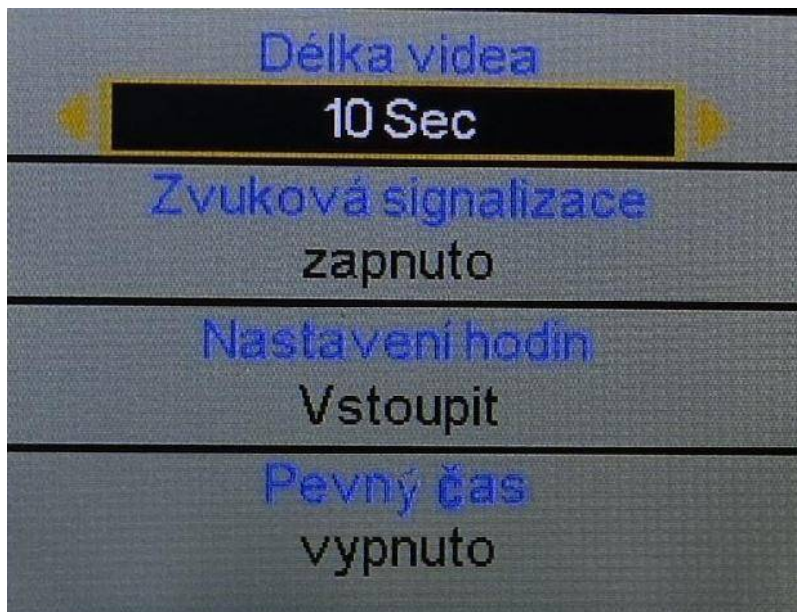 Délka videa
10 Sec
Zvuková signalizace
zapnuto
Nastavení hodin
Vstoupit
Pevný čas
vypnuto